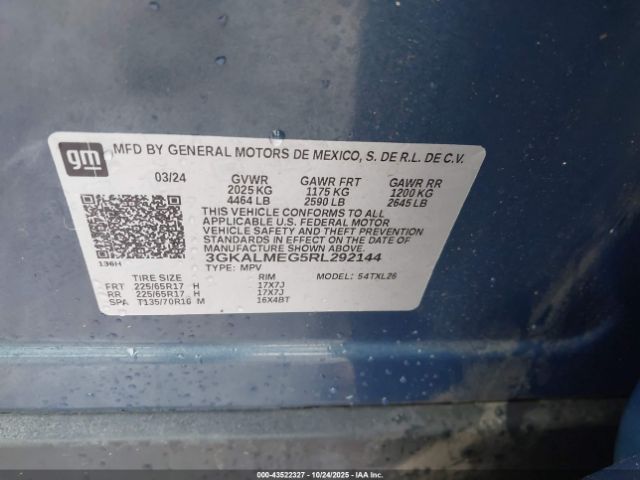 gm
MFD BY GENERAL MOTORS DE MEXICO, S. DE R.L. DE C.V.
03/24 GVWR GAWR FRT GAWR RR
2025 KG 1175 KG 1200 KG
4464 LB 2590 LB 2645 LB
THIS VEHICLE CONFORMS TO ALL
APPLICABLE U.S. FEDERAL MOTOR
VEHICLE SAFETY AND THEFT PREVENTION
STANDARDS IN EFFECT ON THE DATE OF
MANUFACTURE SHOWN ABOVE.
3GKALMEG5RL292144
136H TYPE: MPV MODEL: 54TXL26
TIRE SIZE RIM
FRT 225/65R17 H 17X7J
RR 225/65R17 H 17X7J
SPA T135/70R16 M 16X4BT
000-43522327 - 10/24/2025 - IAA Inc.